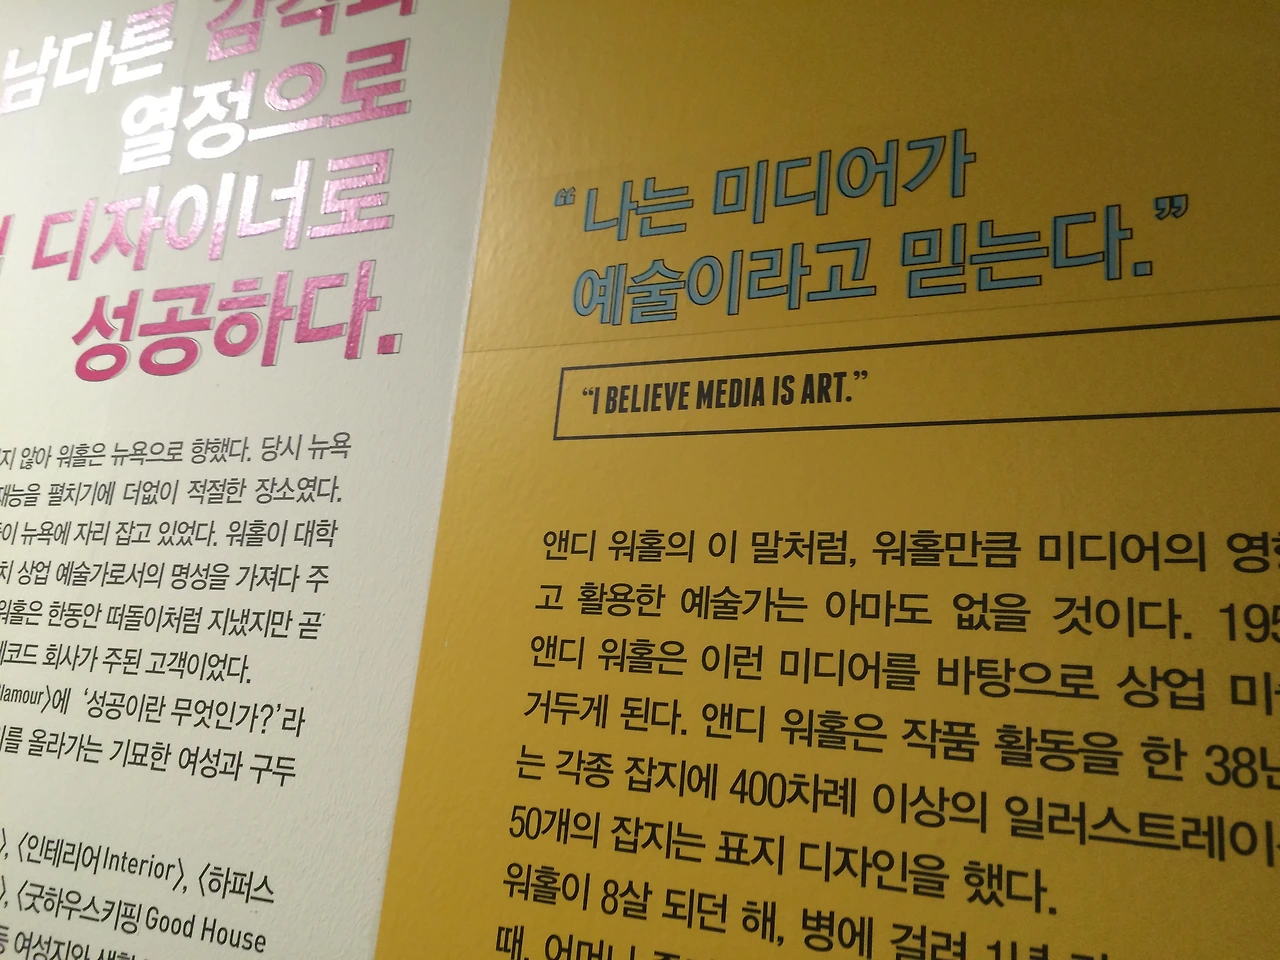 남다른 감각과
열정으로
디자이너로
성공하다.
않아 워홀은 뉴욕으로 향했다. 당시 뉴욕
재능을 펼치기에 더없이 적절한 장소였다.
뉴욕에 자리 잡고 있었다. 워홀이 대학
상업 예술가로서의 명성을 가져다 주
워홀은 한동안 떠돌이처럼 지냈지만 곧
회사가 주된 고객이었다.
lamour〉에 ‘성공이란 무엇인가?’라
올라가는 기묘한 여성과 구두
〉, 〈인테리어Interior〉, 〈하퍼스
〉, 〈굿하우스키핑 Good House
“나는 미디어가
예술이라고 믿는다.”
“I BELIEVE MEDIA IS ART.”
앤디 워홀의 이 말처럼, 워홀만큼 미디어의
고 활용한 예술가는 아마도 없을 것이다. 195
앤디 워홀은 이런 미디어를 바탕으로 상업
거두게 된다. 앤디 워홀은 작품 활동을 한 38년
는 각종 잡지에 400차례 이상의 일러스트레이
50개의 잡지는 표지 디자인을 했다.
워홀이 8살 되던 해, 병에 걸려 1년
때, 어머니